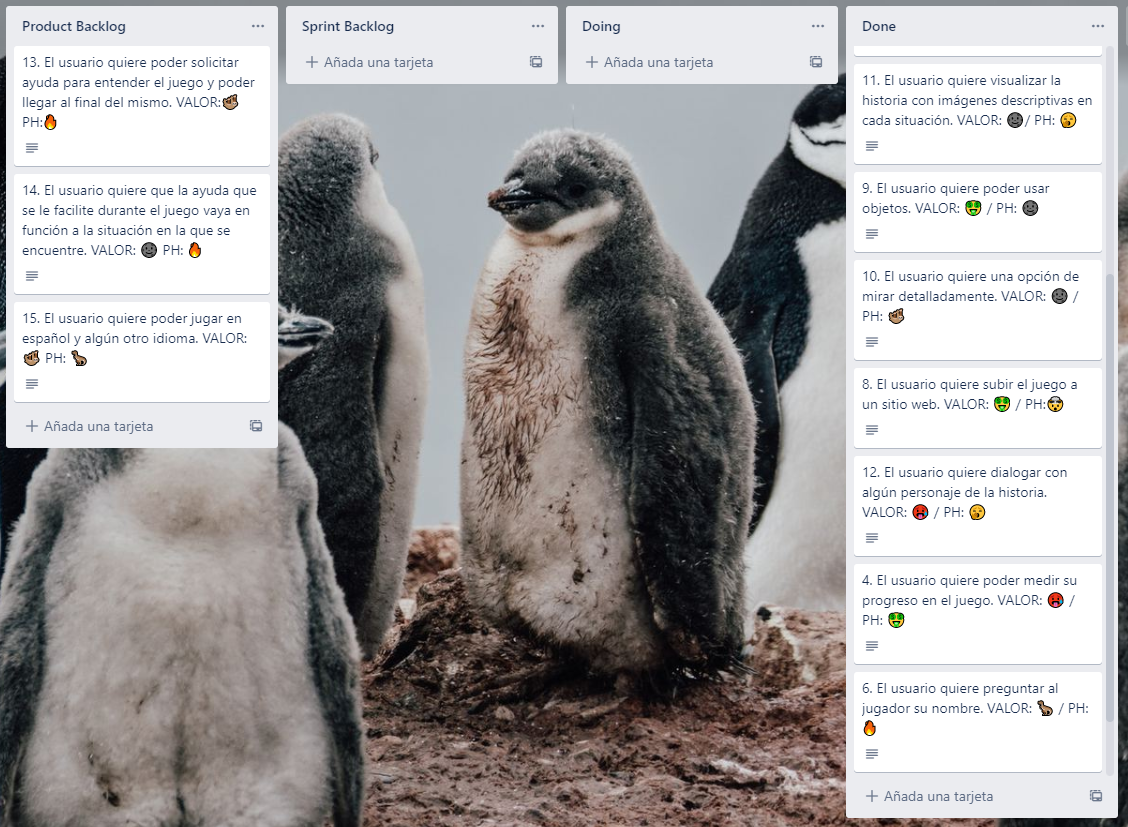 Product Backlog
13. El usuario quiere poder solicitar
ayuda para entender el juego y poder
llegar al final del mismo. VALOR:
PH:🔥
14. El usuario quiere que la ayuda que
se le facilite durante el juego vaya en
función a la situación en la que se
encuentre. VALOR: 🌚 PH: 🔥
15. El usuario quiere poder jugar en
español y algún otro idioma. VALOR:
PH:
+ Añada una tarjeta
Sprint Backlog
+ Añada una tarjeta
Doing
+ Añada una tarjeta
Done
11. El usuario quiere visualizar la
historia con imágenes descriptivas en
cada situación. VALOR: 🌚/ PH: 😮
9. El usuario quiere poder usar
objetos. VALOR: 🤑 / PH: 🌚
10. El usuario quiere una opción de
mirar detalladamente. VALOR: 🌚 /
PH:
8. El usuario quiere subir el juego a
un sitio web. VALOR: 🤑 / PH:🤯
12. El usuario quiere dialogar con
algún personaje de la historia.
VALOR: 🥵 / PH: 😮
4. El usuario quiere poder medir su
progreso en el juego. VALOR: 🥵 /
PH: 🤑
6. El usuario quiere preguntar al
jugador su nombre. VALOR: / PH:
🔥
+ Añada una tarjeta